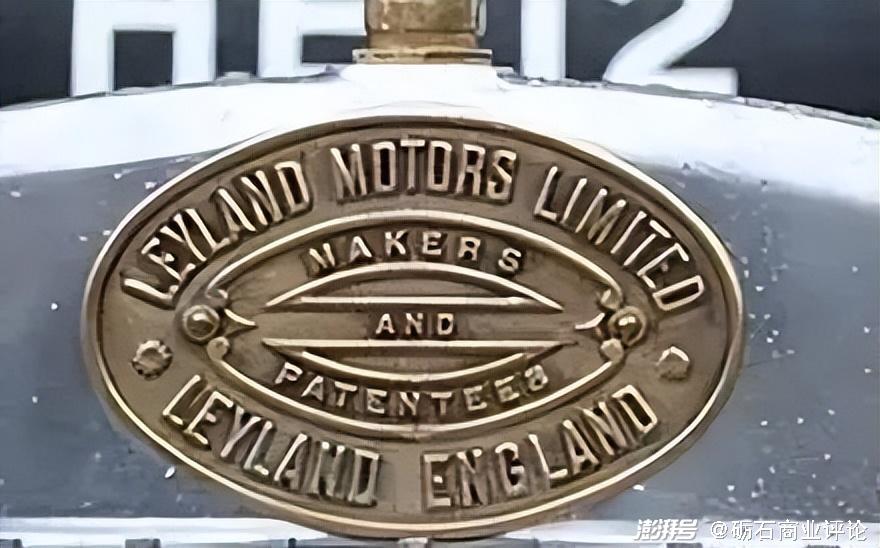 LEYLAND MOTORS LIMITED
MAKERS
AND
PATENTEES
LEYLAND ENGLAND
澎湃号 @砺石商业评论